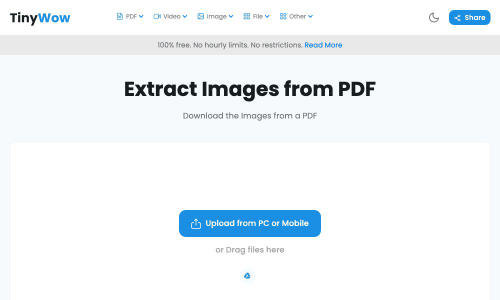 TinyWow PDF Video Image File Other Share
100% free. No hourly limits. No restrictions. Read More
Extract Images from PDF
Download the Images from a PDF
Upload from PC or Mobile
or Drag files here